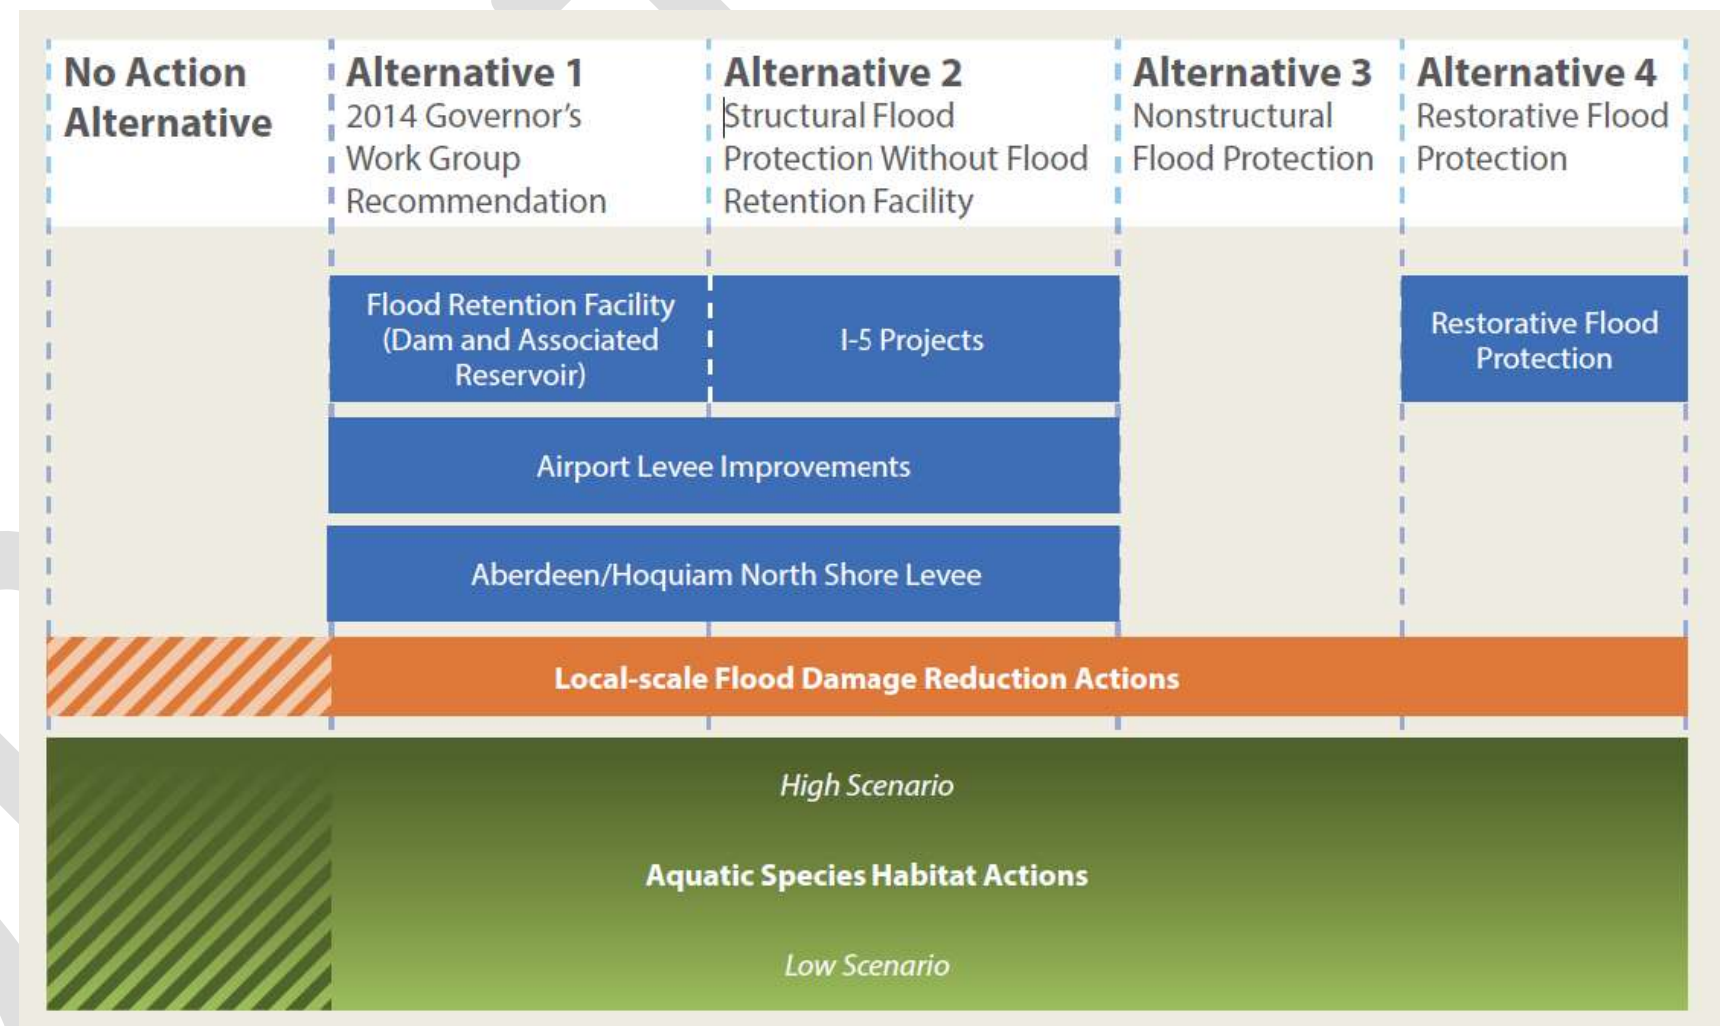 No Action
Alternative
Alternative 1
2014 Governor's
Work Group
Recommendation
Alternative 2
Structural Flood
Protection Without Flood
Retention Facility
Alternative 3
Nonstructural
Flood Protection
Alternative 4
Restorative Flood
Protection
Flood Retention Facility
(Dam and Associated
Reservoir)
I-5 Projects
Restorative Flood
Protection
Airport Levee Improvements
Aberdeen/Hoquiam North Shore Levee
Local-scale Flood Damage Reduction Actions
High Scenario
Aquatic Species Habitat Actions
Low Scenario